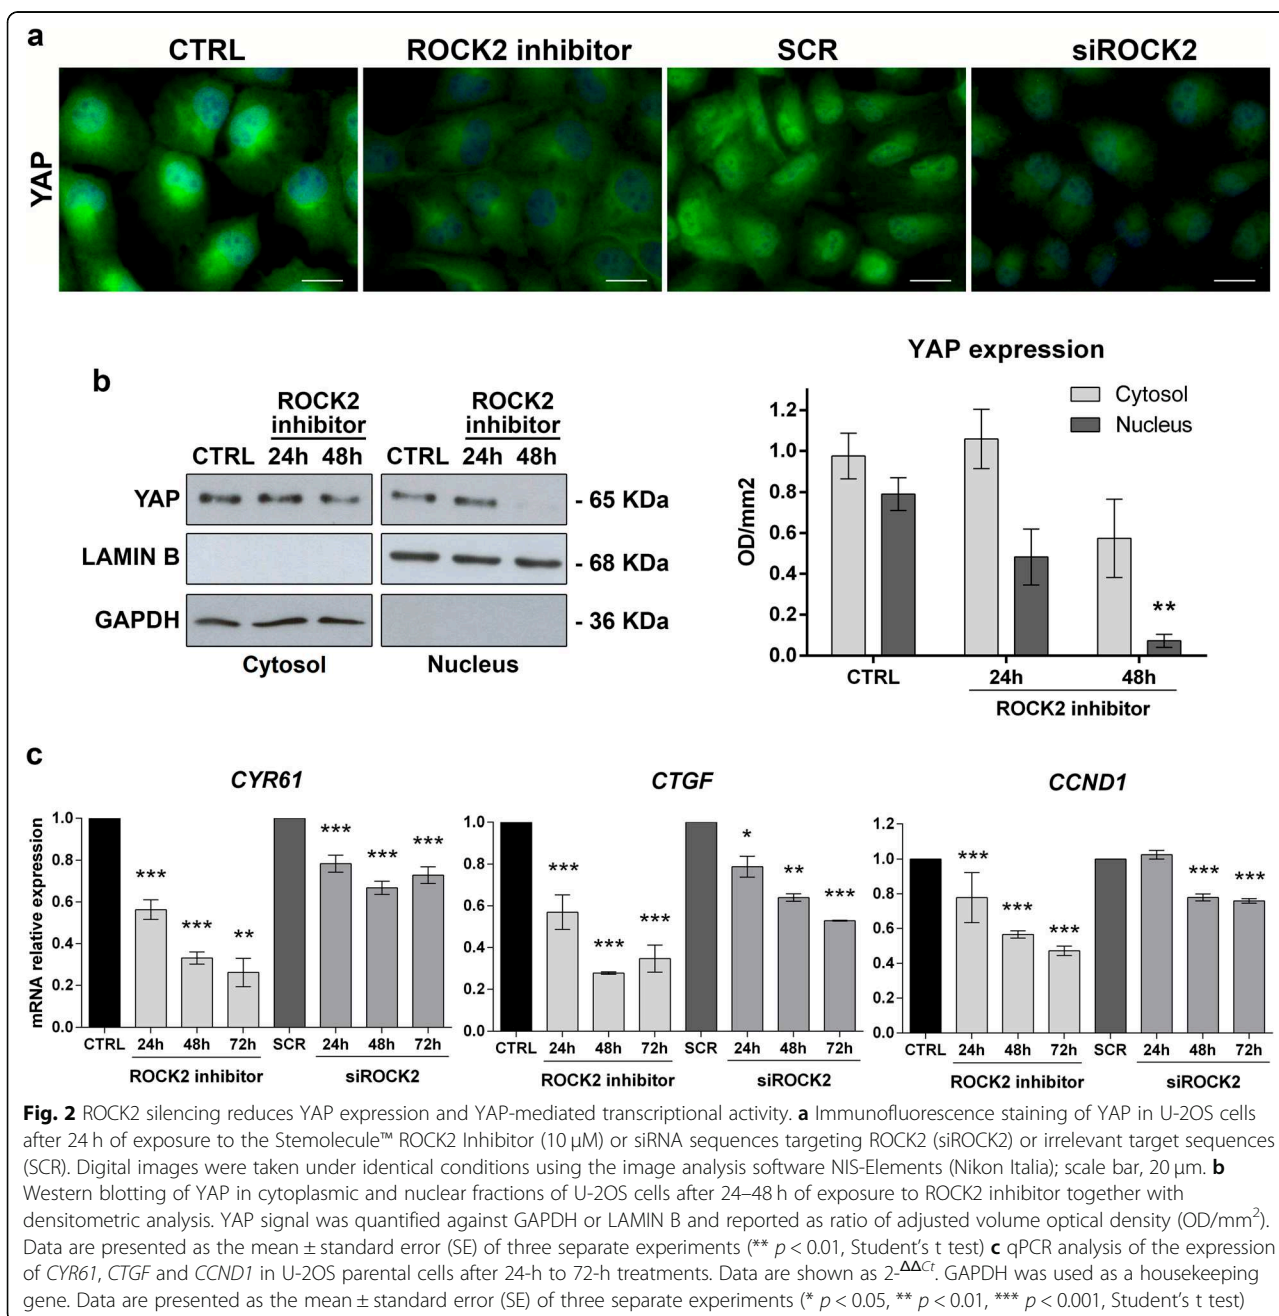 a
CTRL ROCK2 inhibitor SCR siROCK2
YAP
b
ROCK2 inhibitor ROCK2 inhibitor
CTRL 24h 48h CTRL 24h 48h
YAP - 65 KDa
LAMIN B - 68 KDa
GAPDH - 36 KDa
Cytosol Nucleus
YAP expression
Cytosol
Nucleus
OD/mm2
1.2
1.0
0.8
0.6
0.4
0.2
0.0
**
CTRL 24h 48h
ROCK2 inhibitor
c
CYR61
mRNA relative expression
1.0
0.8
0.6
0.4
0.2
0.0
*** *** ** *** *** ***
CTRL 24h 48h 72h SCR 24h 48h 72h
ROCK2 inhibitor siROCK2
CTGF
1.0
0.8
0.6
0.4
0.2
0.0
*** *** *** * ** ***
CTRL 24h 48h 72h SCR 24h 48h 72h
ROCK2 inhibitor siROCK2
CCND1
1.2
1.0
0.8
0.6
0.4
0.2
0.0
*** *** *** *** ***
CTRL 24h 48h 72h SCR 24h 48h 72h
ROCK2 inhibitor siROCK2
Fig. 2 ROCK2 silencing reduces YAP expression and YAP-mediated transcriptional activity. a Immunofluorescence staining of YAP in U-2OS cells
after 24 h of exposure to the Stemolecule™ ROCK2 Inhibitor (10 μM) or siRNA sequences targeting ROCK2 (siROCK2) or irrelevant target sequences
(SCR). Digital images were taken under identical conditions using the image analysis software NIS-Elements (Nikon Italia); scale bar, 20 μm. b
Western blotting of YAP in cytoplasmic and nuclear fractions of U-2OS cells after 24–48 h of exposure to ROCK2 inhibitor together with
densitometric analysis. YAP signal was quantified against GAPDH or LAMIN B and reported as ratio of adjusted volume optical density (OD/mm²).
Data are presented as the mean ± standard error (SE) of three separate experiments (** p < 0.01, Student's t test) c qPCR analysis of the expression
of CYR61, CTGF and CCND1 in U-2OS parental cells after 24-h to 72-h treatments. Data are shown as 2-ΔΔCt. GAPDH was used as a housekeeping
gene. Data are presented as the mean ± standard error (SE) of three separate experiments (* p < 0.05, ** p < 0.01, *** p < 0.001, Student's t test)